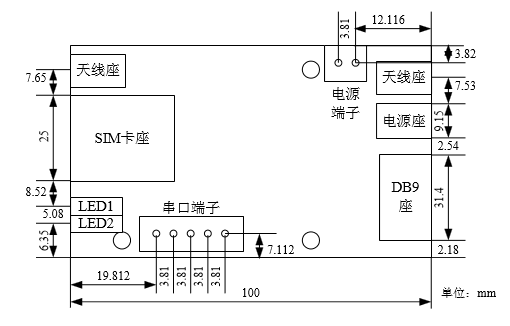 3.81
12.116
3.82
天线座
7.65
电源
端子
天线座
7.53
电源座
9.15
25
SIM卡座
2.54
DB9
座
31.4
8.52
LED1
5.08
LED2
6.35
串口端子
7.112
2.18
19.812
3.81
3.81
3.81
3.81
100
单位：mm